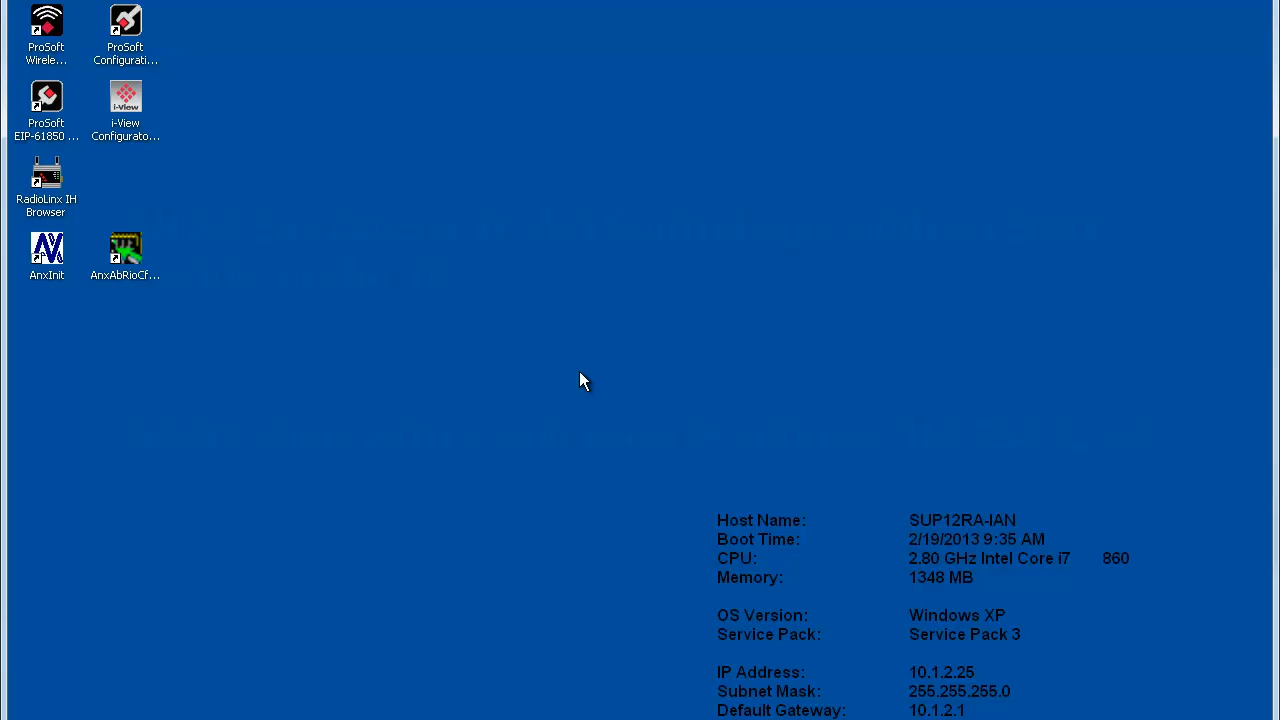 ProSoft
Wirele...
ProSoft
Configurati...
ProSoft
EIP-61850 ...
i-View
i-View
Configurato...
RadioLinx IH
Browser
AnxInit
AnxAbRioCf...
Host Name: SUP12RA-IAN
Boot Time: 2/19/2013 9:35 AM
CPU: 2.80 GHz Intel Core i7 860
Memory: 1348 MB
OS Version: Windows XP
Service Pack: Service Pack 3
IP Address: 10.1.2.25
Subnet Mask: 255.255.255.0
Default Gateway: 10.1.2.1